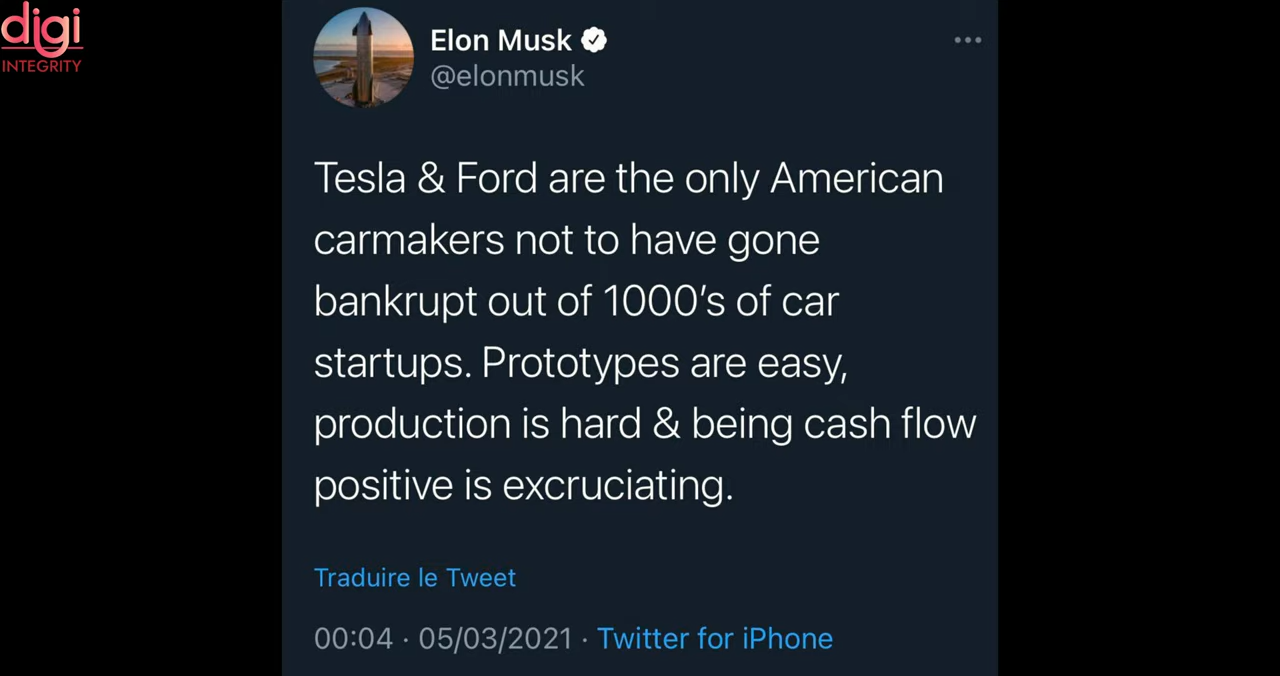 digi
INTEGRITY
Elon Musk
@elonmusk
Tesla & Ford are the only American
carmakers not to have gone
bankrupt out of 1000's of car
startups. Prototypes are easy,
production is hard & being cash flow
positive is excruciating.
Traduire le Tweet
00:04 · 05/03/2021 · Twitter for iPhone